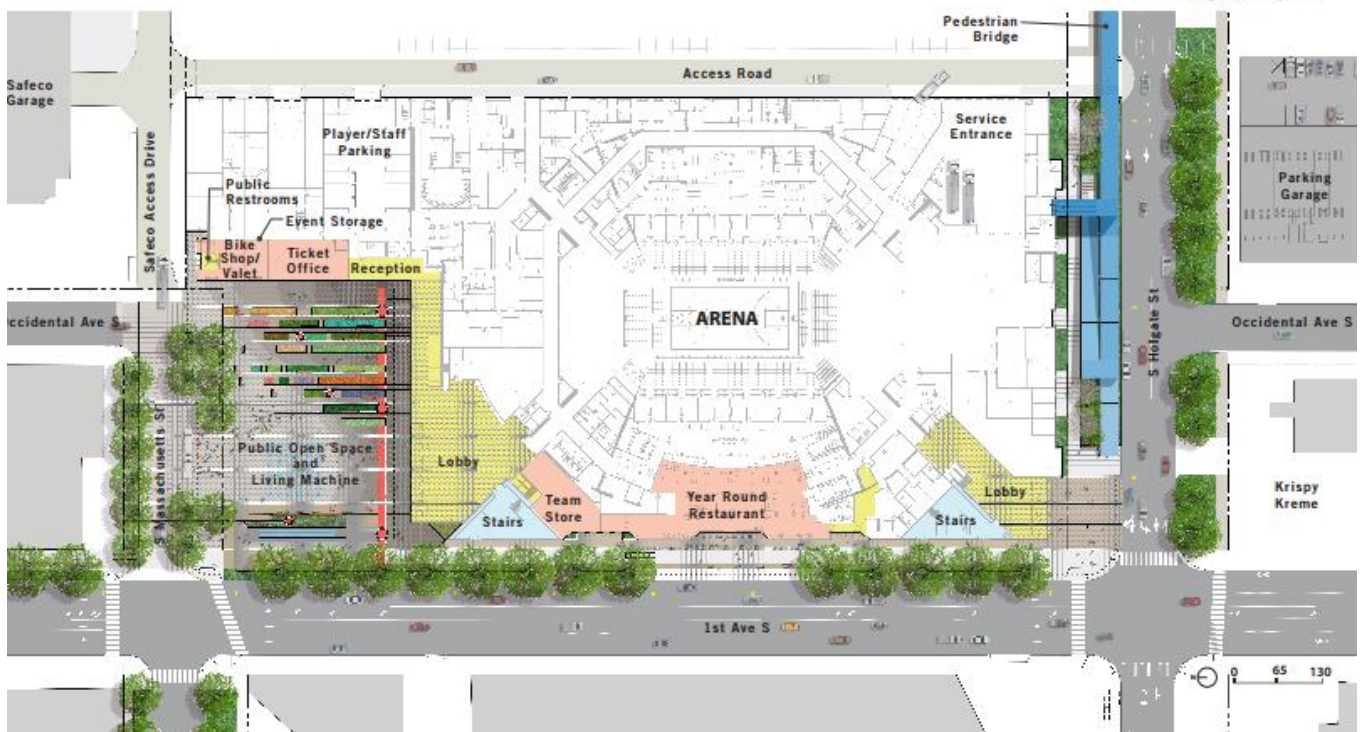 Pedestrian
Bridge
Safeco
Garage
Access Road
Player/Staff
Parking
Service
Entrance
Safeco Access Drive
Public
Restrooms
Event Storage
Bike
Shop/
Valet
Ticket
Office
Reception
Parking
Garage
ccidental Ave S
ARENA
S Holgate St
Occidental Ave S
S Massachusetts St
Public Open Space
and
Living Machine
Lobby
Stairs
Team
Store
Year Round
Restaurant
Lobby
Stairs
Krispy
Kreme
1st Ave S
0 65 130